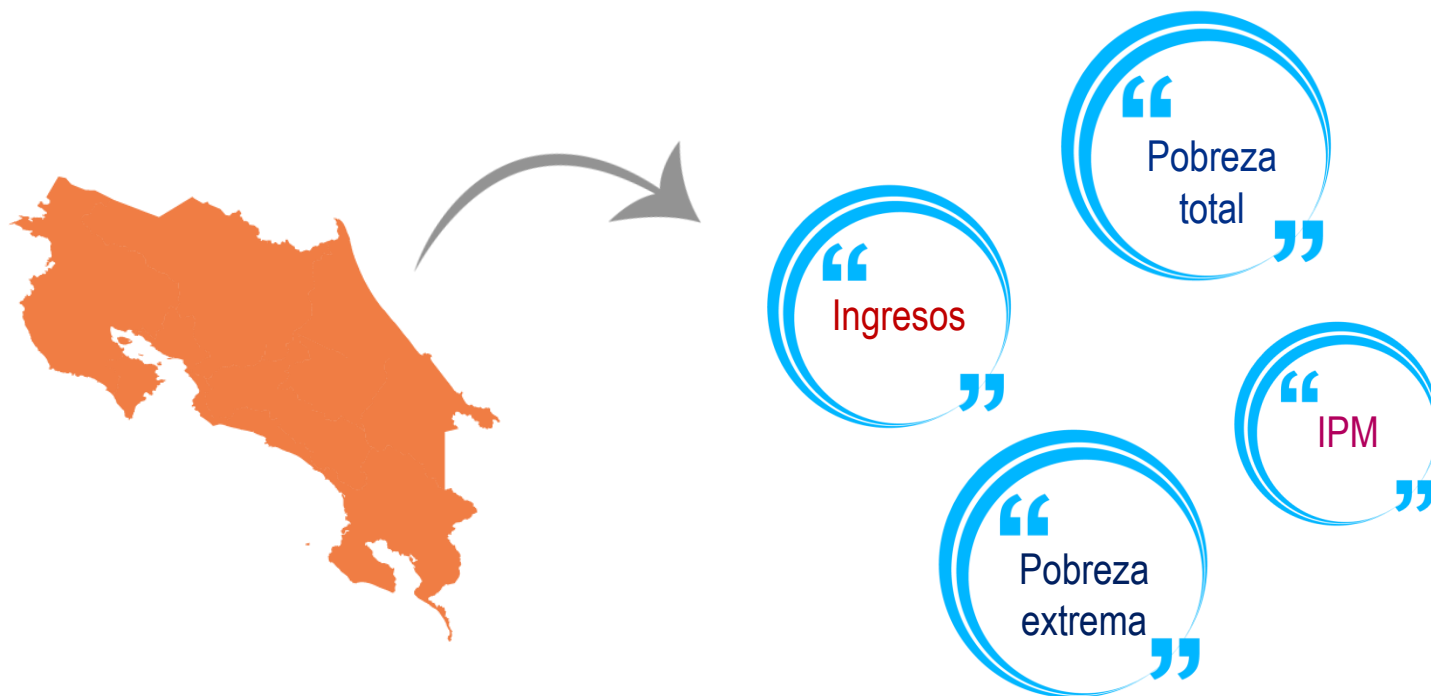 Pobreza
total
Ingresos
IPM
Pobreza
extrema